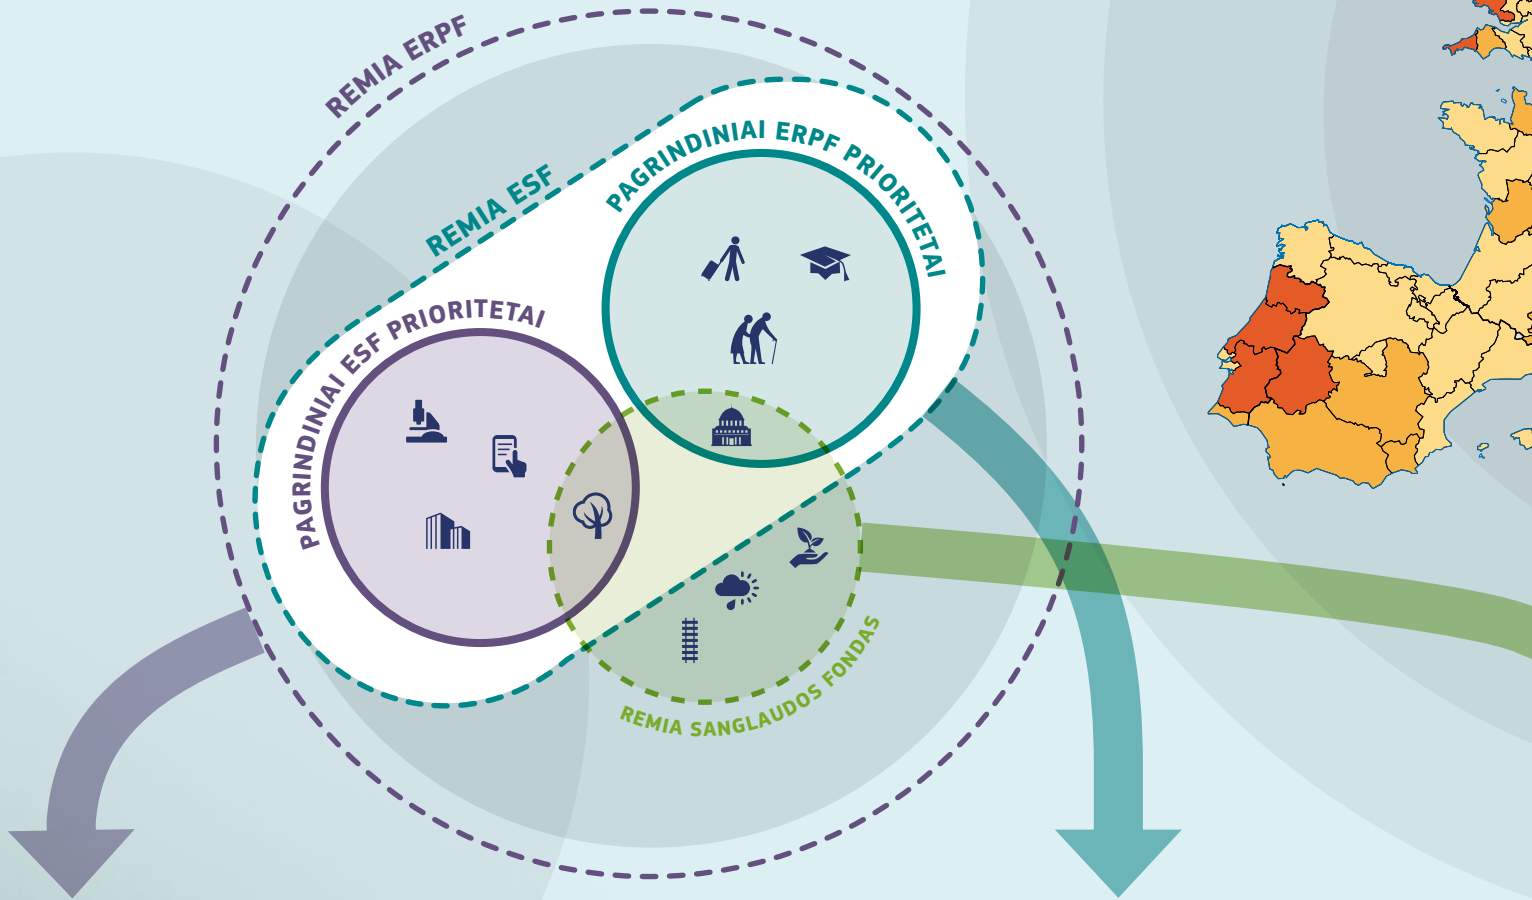 REMIA ERPF
REMIA ESF
PAGRINDINIAI ERPF PRIORITETAI
PAGRINDINIAI ESF PRIORITETAI
REMIA SANGLAUDOS FONDAS